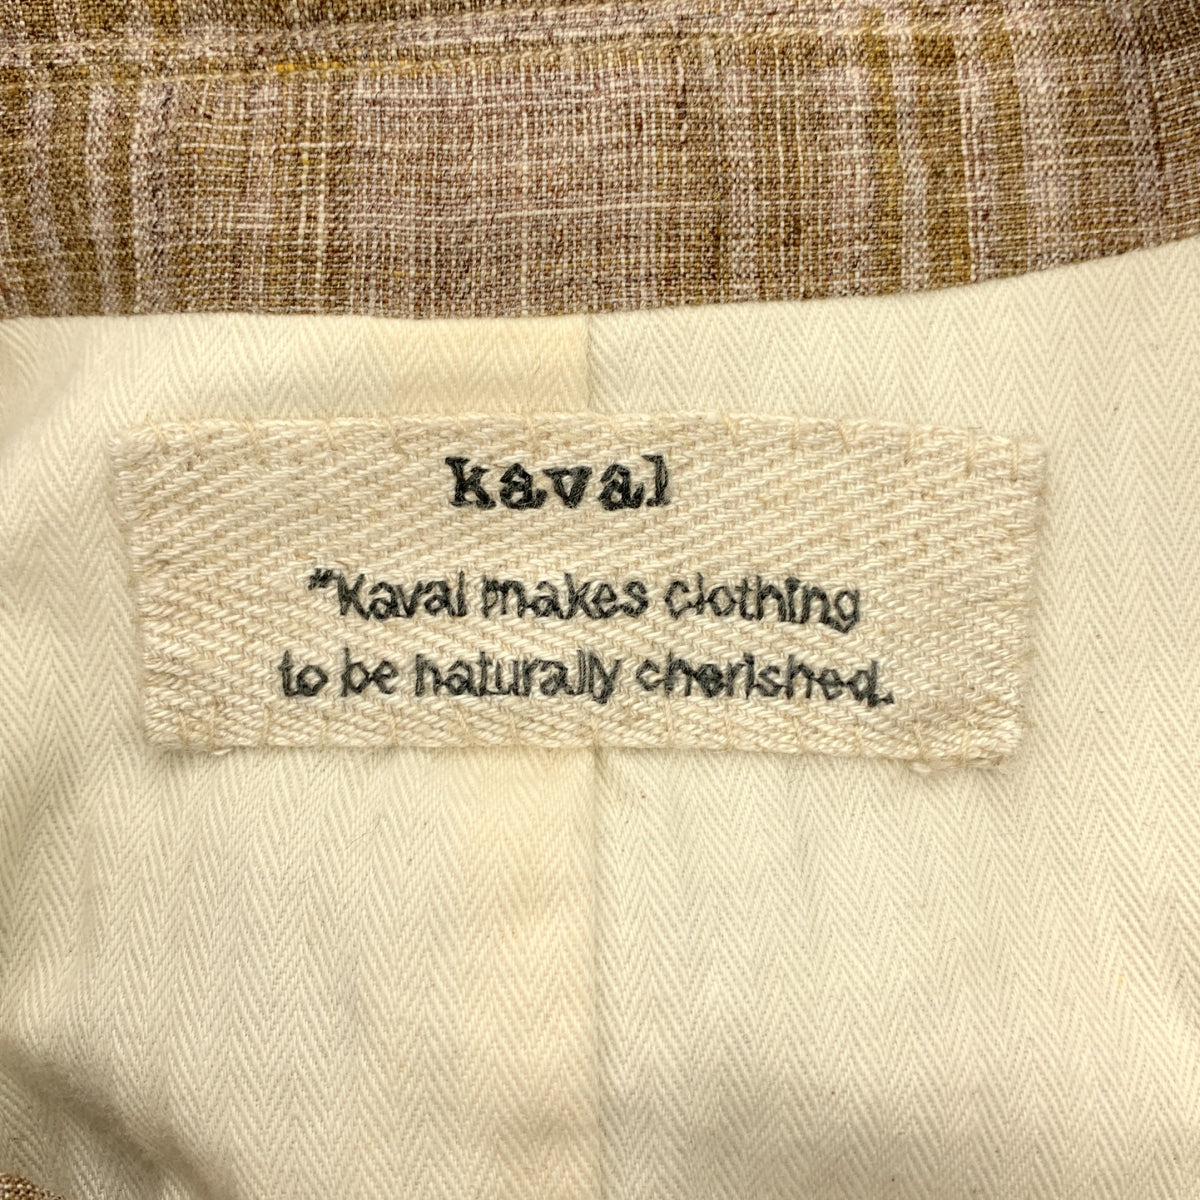 kaval
"Kaval makes clothing
to be naturally cherished.